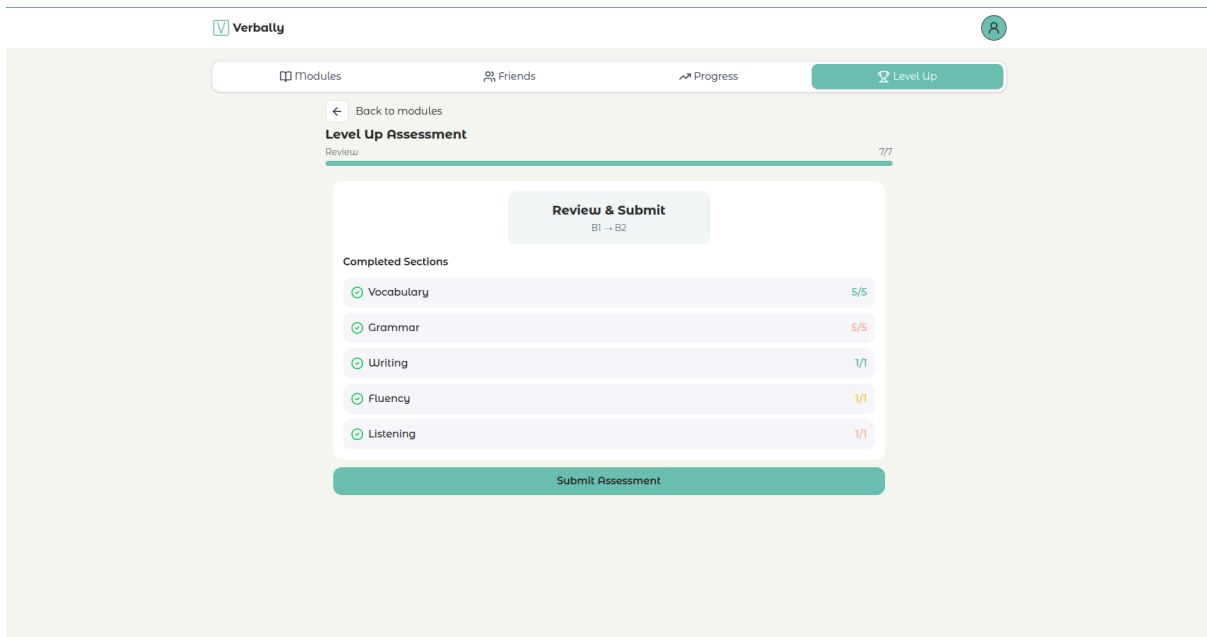 Verbally
Modules Friends Progress Level Up
Back to modules
Level Up Assessment
Review 7/7
Review & Submit
B1 → B2
Completed Sections
Vocabulary 5/5
Grammar 5/5
Writing 1/1
Fluency 1/1
Listening 1/1
Submit Assessment